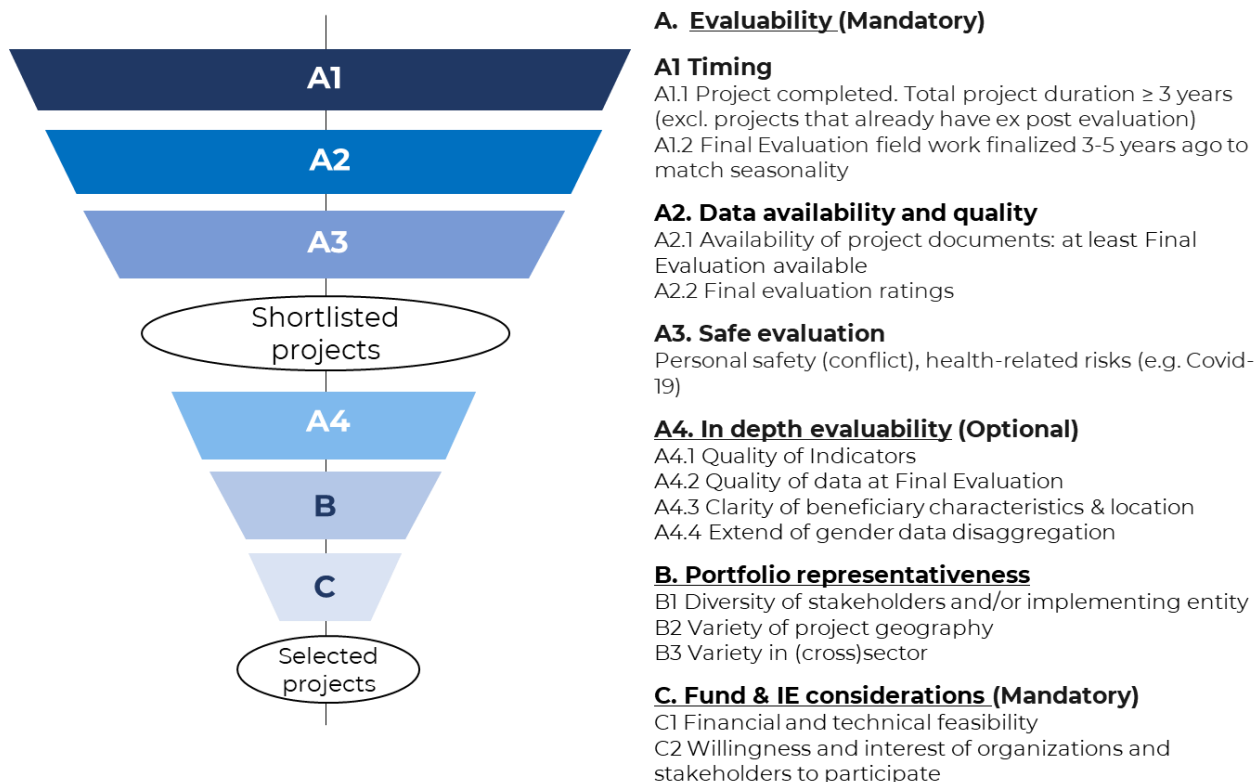 A1
A2
A3
Shortlisted
projects
A4
B
C
Selected
projects
A. Evaluability (Mandatory)
A1 Timing
A1.1 Project completed. Total project duration ≥ 3 years
(excl. projects that already have ex post evaluation)
A1.2 Final Evaluation field work finalized 3-5 years ago to
match seasonality
A2. Data availability and quality
A2.1 Availability of project documents: at least Final
Evaluation available
A2.2 Final evaluation ratings
A3. Safe evaluation
Personal safety (conflict), health-related risks (e.g. Covid-
19)
A4. In depth evaluability (Optional)
A4.1 Quality of Indicators
A4.2 Quality of data at Final Evaluation
A4.3 Clarity of beneficiary characteristics & location
A4.4 Extend of gender data disaggregation
B. Portfolio representativeness
B1 Diversity of stakeholders and/or implementing entity
B2 Variety of project geography
B3 Variety in (cross)sector
C. Fund & IE considerations (Mandatory)
C1 Financial and technical feasibility
C2 Willingness and interest of organizations and
stakeholders to participate